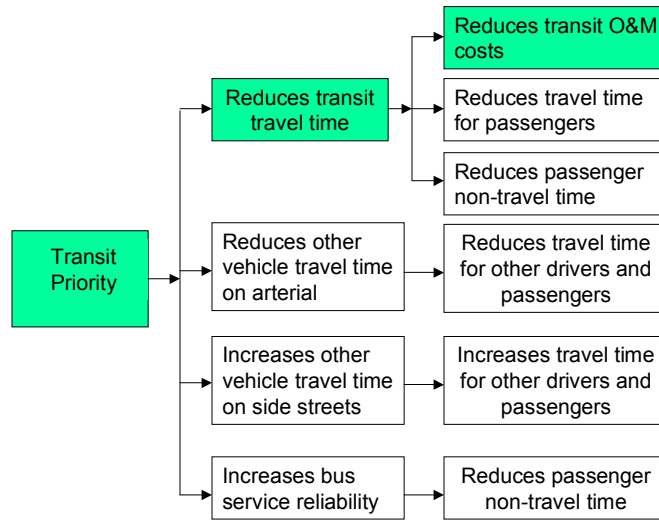 Transit
Priority
Reduces transit
travel time
Reduces transit O&M
costs
Reduces travel time
for passengers
Reduces passenger
non-travel time
Reduces other
vehicle travel time
on arterial
Reduces travel time
for other drivers and
passengers
Increases other
vehicle travel time
on side streets
Increases travel time
for other drivers and
passengers
Increases bus
service reliability
Reduces passenger
non-travel time